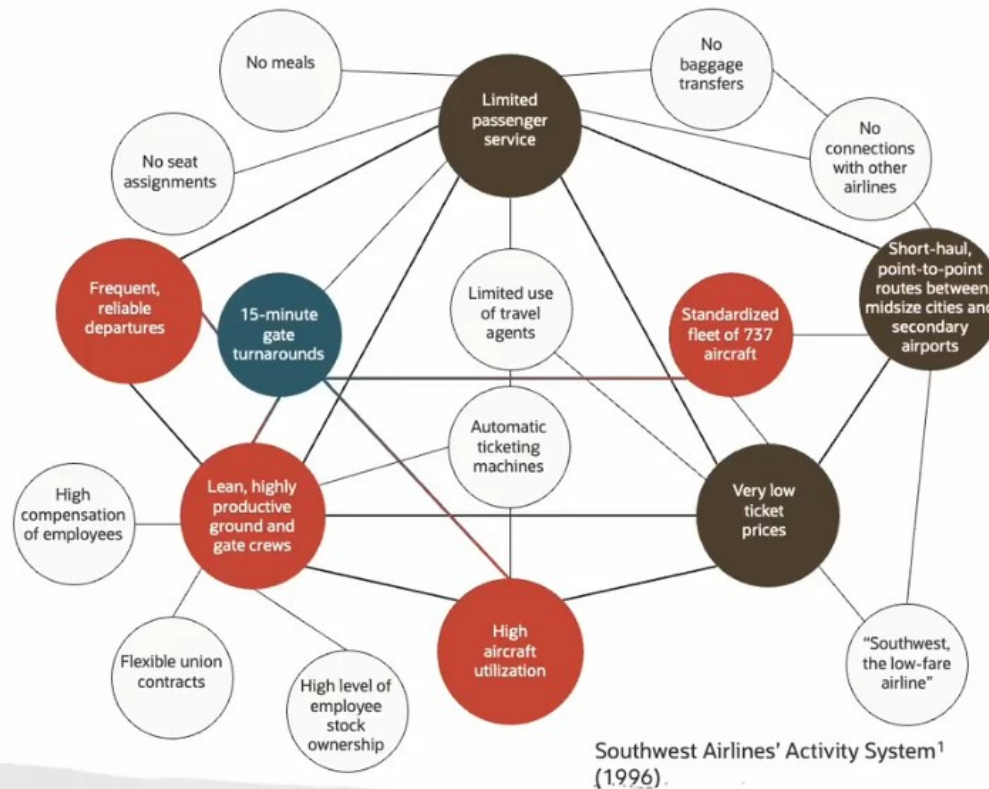 No meals
Limited
passenger
service
No
baggage
transfers
No seat
assignments
No
connections
with other
airlines
Frequent,
reliable
departures
15-minute
gate
turnarounds
Limited use
of travel
agents
Standardized
fleet of 737
aircraft
Short-haul,
point-to-point
routes between
midsize cities and
secondary
airports
Automatic
ticketing
machines
High
compensation
of employees
Lean, highly
productive
ground and
gate crews
Very low
ticket
prices
Flexible union
contracts
High level of
employee
stock
ownership
High
aircraft
utilization
“Southwest,
the low-fare
airline”
Southwest Airlines’ Activity System¹
(1996)